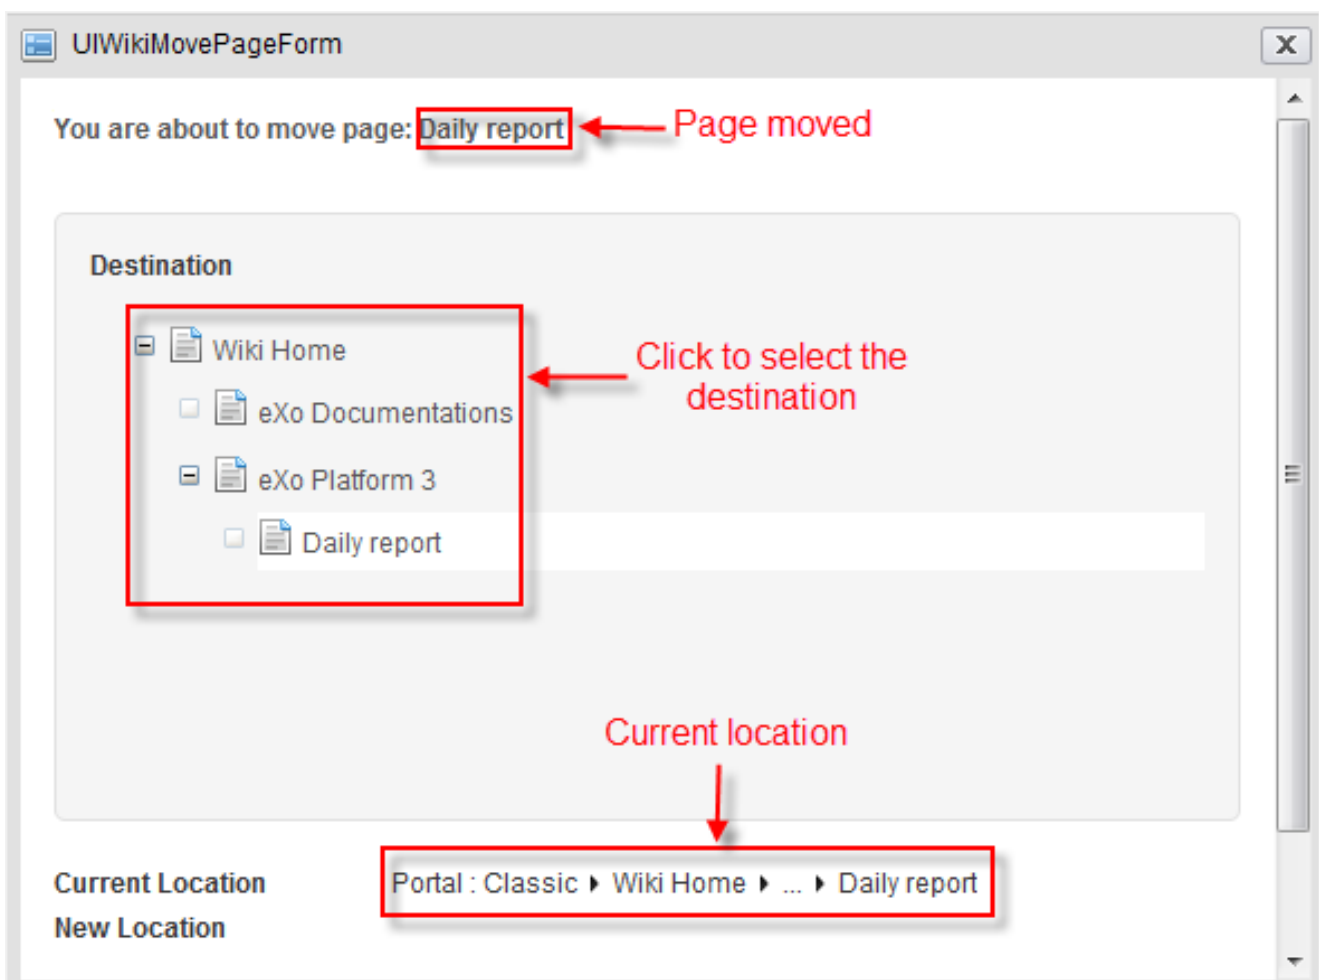 UIWikiMovePageForm
You are about to move page: Daily report
Page moved
Destination
Wiki Home
Click to select the
destination
eXo Documentations
eXo Platform 3
Daily report
Current location
Current Location Portal : Classic ▸ Wiki Home ▸ ... ▸ Daily report
New Location